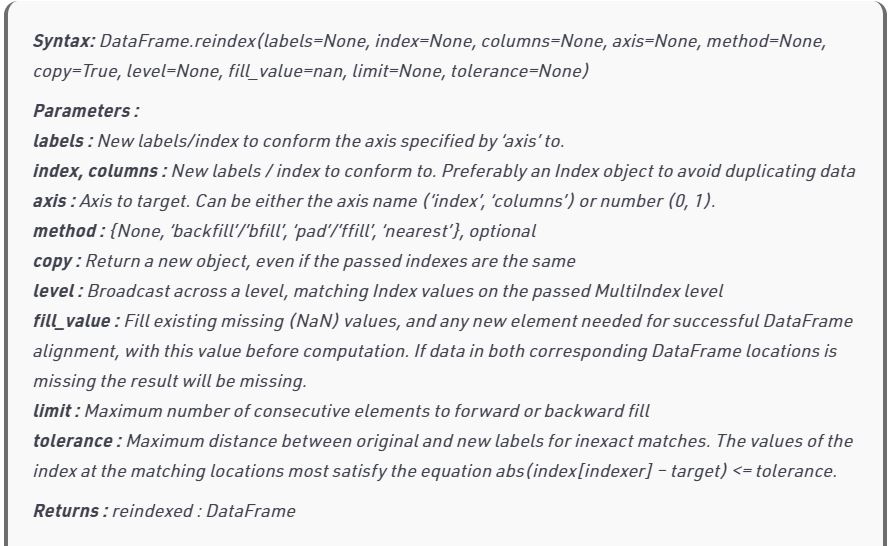 Syntax: DataFrame.reindex(labels=None, index=None, columns=None, axis=None, method=None,
copy=True, level=None, fill_value=nan, limit=None, tolerance=None)
Parameters :
labels : New labels/index to conform the axis specified by ‘axis’ to.
index, columns : New labels / index to conform to. Preferably an Index object to avoid duplicating data
axis : Axis to target. Can be either the axis name (‘index’, ‘columns’) or number (0, 1).
method : {None, ‘backfill’/’bfill’, ‘pad’/’ffill’, ‘nearest’}, optional
copy : Return a new object, even if the passed indexes are the same
level : Broadcast across a level, matching Index values on the passed MultiIndex level
fill_value : Fill existing missing (NaN) values, and any new element needed for successful DataFrame
alignment, with this value before computation. If data in both corresponding DataFrame locations is
missing the result will be missing.
limit : Maximum number of consecutive elements to forward or backward fill
tolerance : Maximum distance between original and new labels for inexact matches. The values of the
index at the matching locations most satisfy the equation abs(index[indexer] – target) <= tolerance.
Returns : reindexed : DataFrame